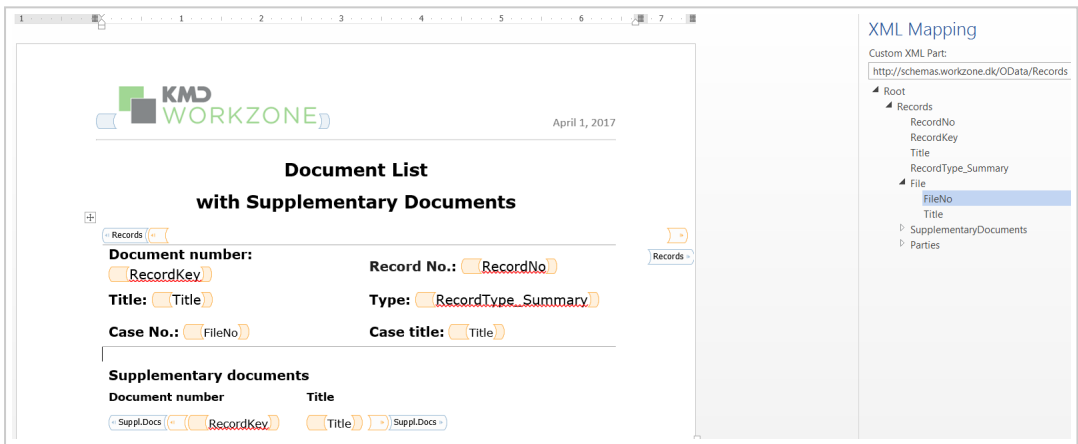 1 1 2 3 4 5 6 7
KMD
WORKZONE
April 1, 2017
Document List
with Supplementary Documents
Records
Document number:
RecordKey
Record No.: RecordNo
Records
Title: Title
Type: RecordType_Summary
Case No.: FileNo
Case title: Title
Supplementary documents
Document number Title
Suppl.Docs RecordKey Title Suppl.Docs
XML Mapping
Custom XML Part:
http://schemas.workzone.dk/OData/Records
Root
Records
RecordNo
RecordKey
Title
RecordType_Summary
File
FileNo
Title
SupplementaryDocuments
Parties